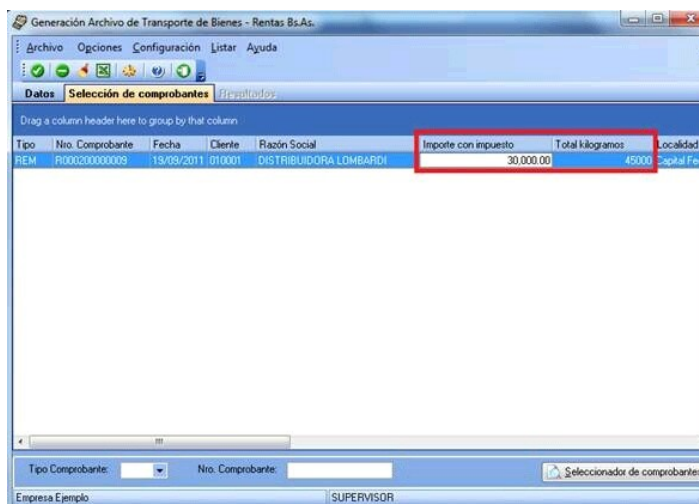 Generación Archivo de Transporte de Bienes - Rentas Bs.As.
Archivo Opciones Configuración Listar Ayuda
Datos Selección de comprobantes Resultados
Drag a column header here to group by that column
Tipo Nro. Comprobante Fecha Cliente Razón Social Importe con impuesto Total kilogramos Localidad
REM R000200000009 19/09/2011 010001 DISTRIBUIDORA LOMBARDI 30,000.00 45000 Capital Fe
Tipo Comprobante: Nro. Comprobante: Seleccionador de comprobantes
Empresa Ejemplo SUPERVISOR